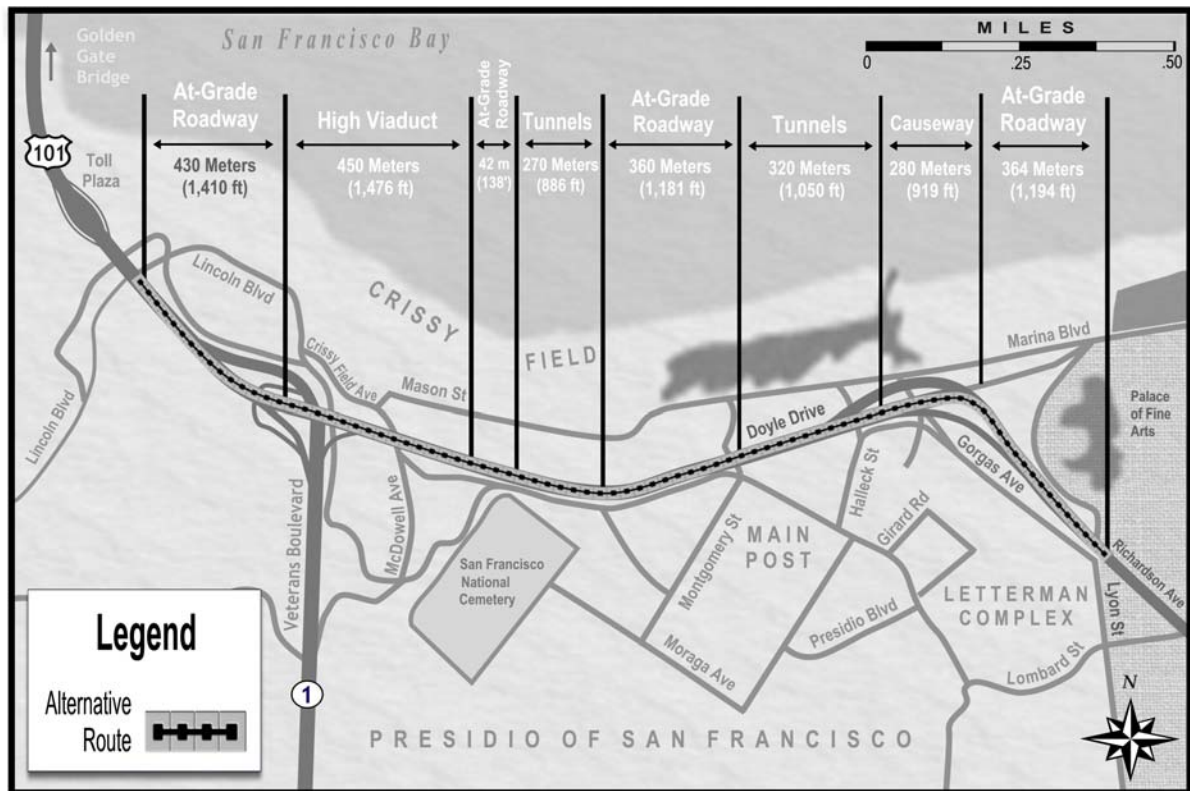 San Francisco Bay
Golden
Gate
Bridge
MILES
0 .25 .50
At-Grade
Roadway
430 Meters
(1,410 ft)
High Viaduct
450 Meters
(1,476 ft)
At-Grade
Roadway
42 m
(138')
Tunnels
270 Meters
(886 ft)
At-Grade
Roadway
360 Meters
(1,181 ft)
Tunnels
320 Meters
(1,050 ft)
Causeway
280 Meters
(919 ft)
At-Grade
Roadway
364 Meters
(1,194 ft)
101
Toll
Plaza
Lincoln Blvd
CRISSY
FIELD
Crissy Field Ave
Mason St
Marina Blvd
Lincoln Blvd
Doyle Drive
Palace
of Fine
Arts
Veterans Boulevard
McDowell Ave
Halleck St
Gorgas Ave
Girard Rd
Montgomery St
MAIN
POST
San Francisco
National
Cemetery
Richardson Ave
LETTERMAN
COMPLEX
Lyon St
Presidio Blvd
Moraga Ave
Lombard St
1
PRESIDIO OF SAN FRANCISCO
N
Legend
Alternative
Route